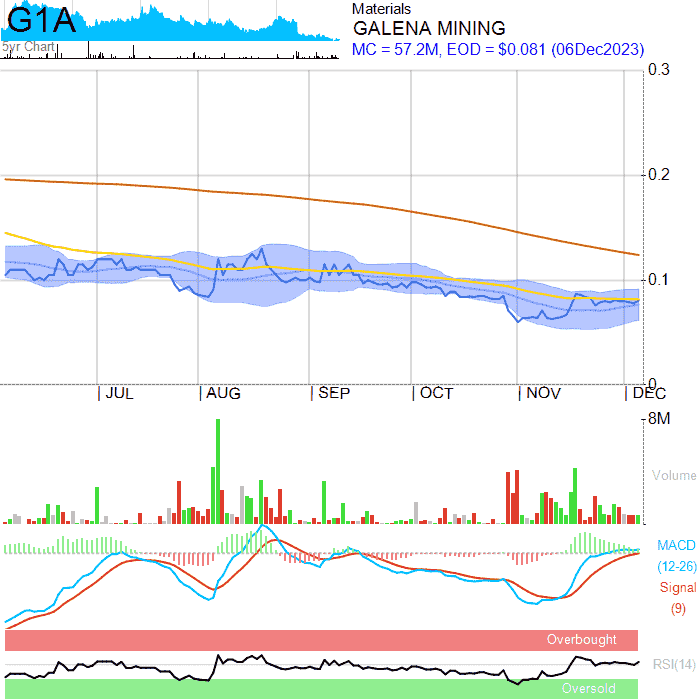 G1A
5yr Chart
Materials
GALENA MINING
MC = 57.2M, EOD = $0.081 (06Dec2023)
0.3
0.2
0.1
0
JUL
AUG
SEP
OCT
NOV
DEC
8M
Volume
MACD
(12-26)
Signal
(9)
Overbought
RSI(14)
Oversold